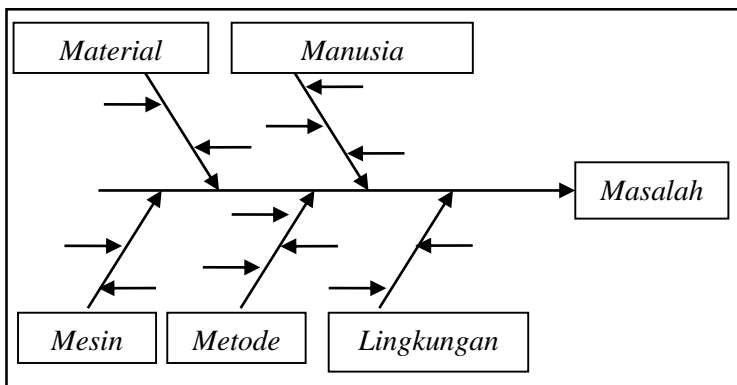 Material
Manusia
Masalah
Mesin
Metode
Lingkungan